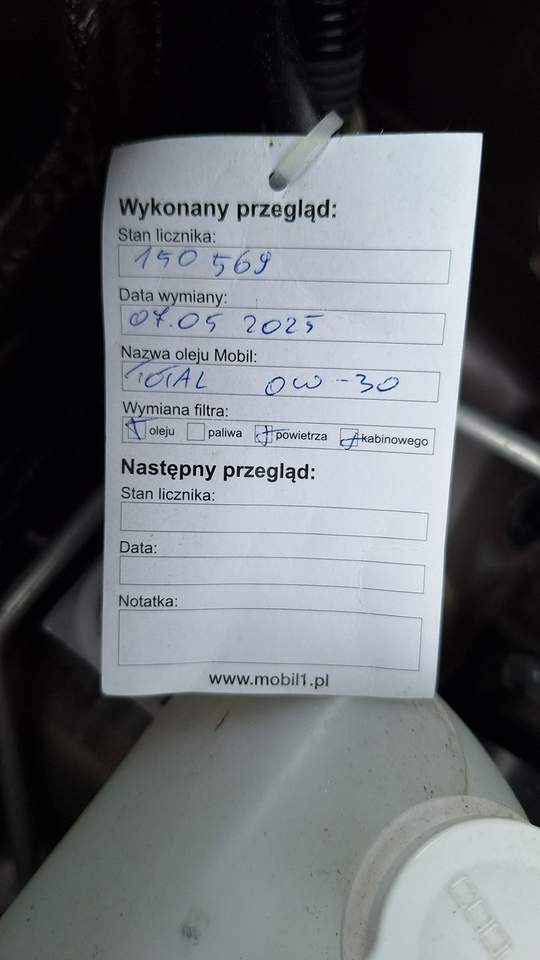 Wykonany przegląd:
Stan licznika:
150 569
Data wymiany:
07.05 2025
Nazwa oleju Mobil:
TOTAL 0W-30
Wymiana filtra:
oleju paliwa powietrza kabinowego
Następny przegląd:
Stan licznika:
Data:
Notatka:
www.mobil1.pl